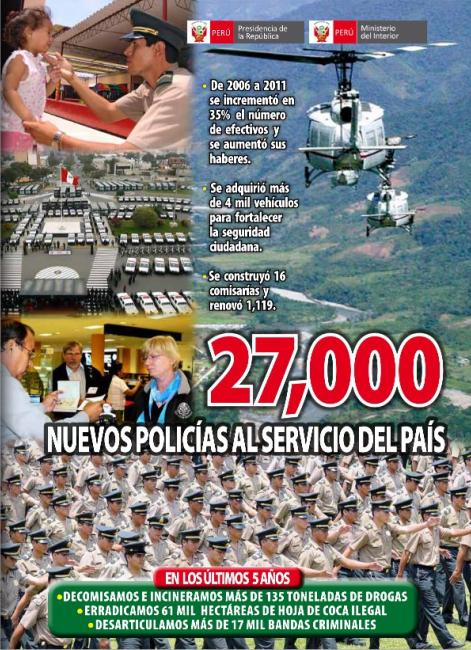 PERÚ
Presidencia de
la República
PERÚ
Ministerio
del Interior
• De 2006 a 2011
se incrementó en
35% el número
de efectivos y
se aumentó sus
haberes.
• Se adquirió más
de 4 mil vehículos
para fortalecer
la seguridad
ciudadana.
• Se construyó 16
comisarías y
renovó 1,119.
27,000
NUEVOS POLICÍAS AL SERVICIO DEL PAÍS
EN LOS ÚLTIMOS 5 AÑOS
• DECOMISAMOS E INCINERAMOS MÁS DE 135 TONELADAS DE DROGAS
• ERRADICAMOS 61 MIL HECTÁREAS DE HOJA DE COCA ILEGAL
• DESARTICULAMOS MÁS DE 17 MIL BANDAS CRIMINALES